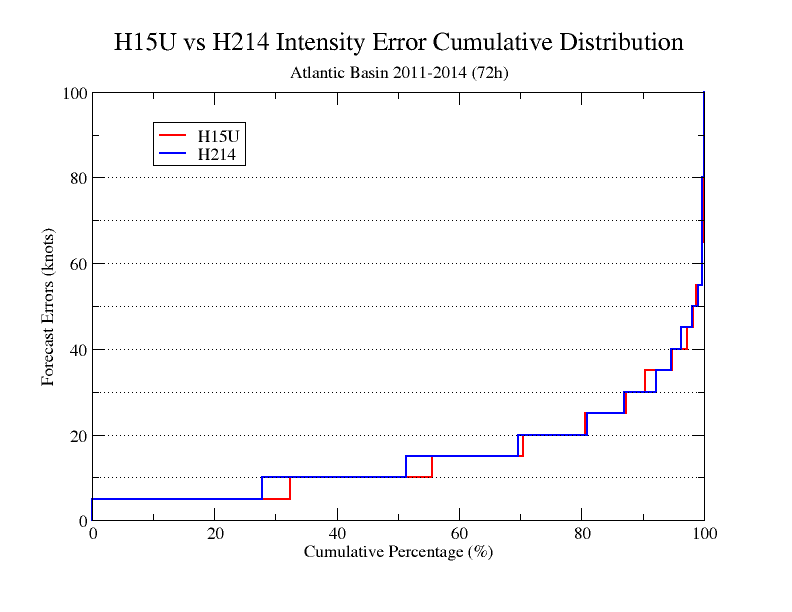 H15U vs H214 Intensity Error Cumulative Distribution
Atlantic Basin 2011-2014 (72h)
100
H15U
H214
80
60
Forecast Errors (knots)
40
20
0
0 20 40 60 80 100
Cumulative Percentage (%)